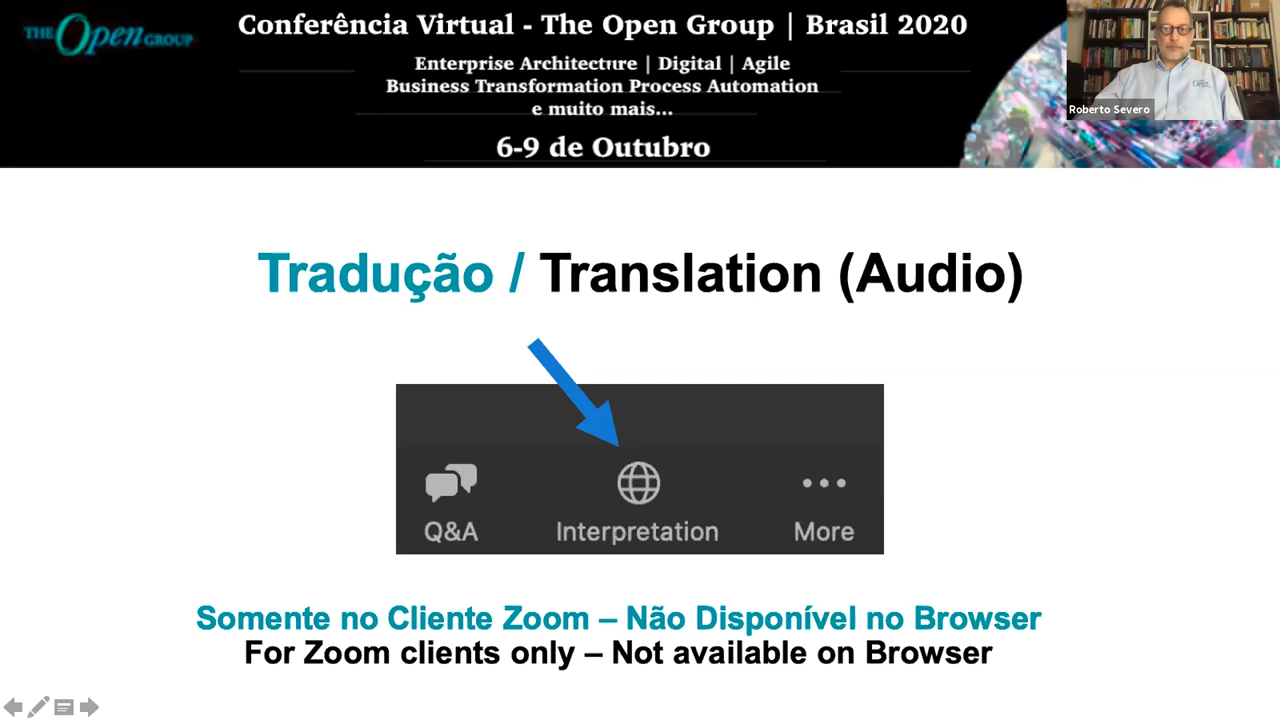 THE Open GROUP
Conferência Virtual - The Open Group | Brasil 2020
Enterprise Architecture | Digital | Agile
Business Transformation Process Automation
e muito mais...
6-9 de Outubro
Roberto Severo
Tradução / Translation (Audio)
Q&A
Interpretation
More
Somente no Cliente Zoom – Não Disponível no Browser
For Zoom clients only – Not available on Browser